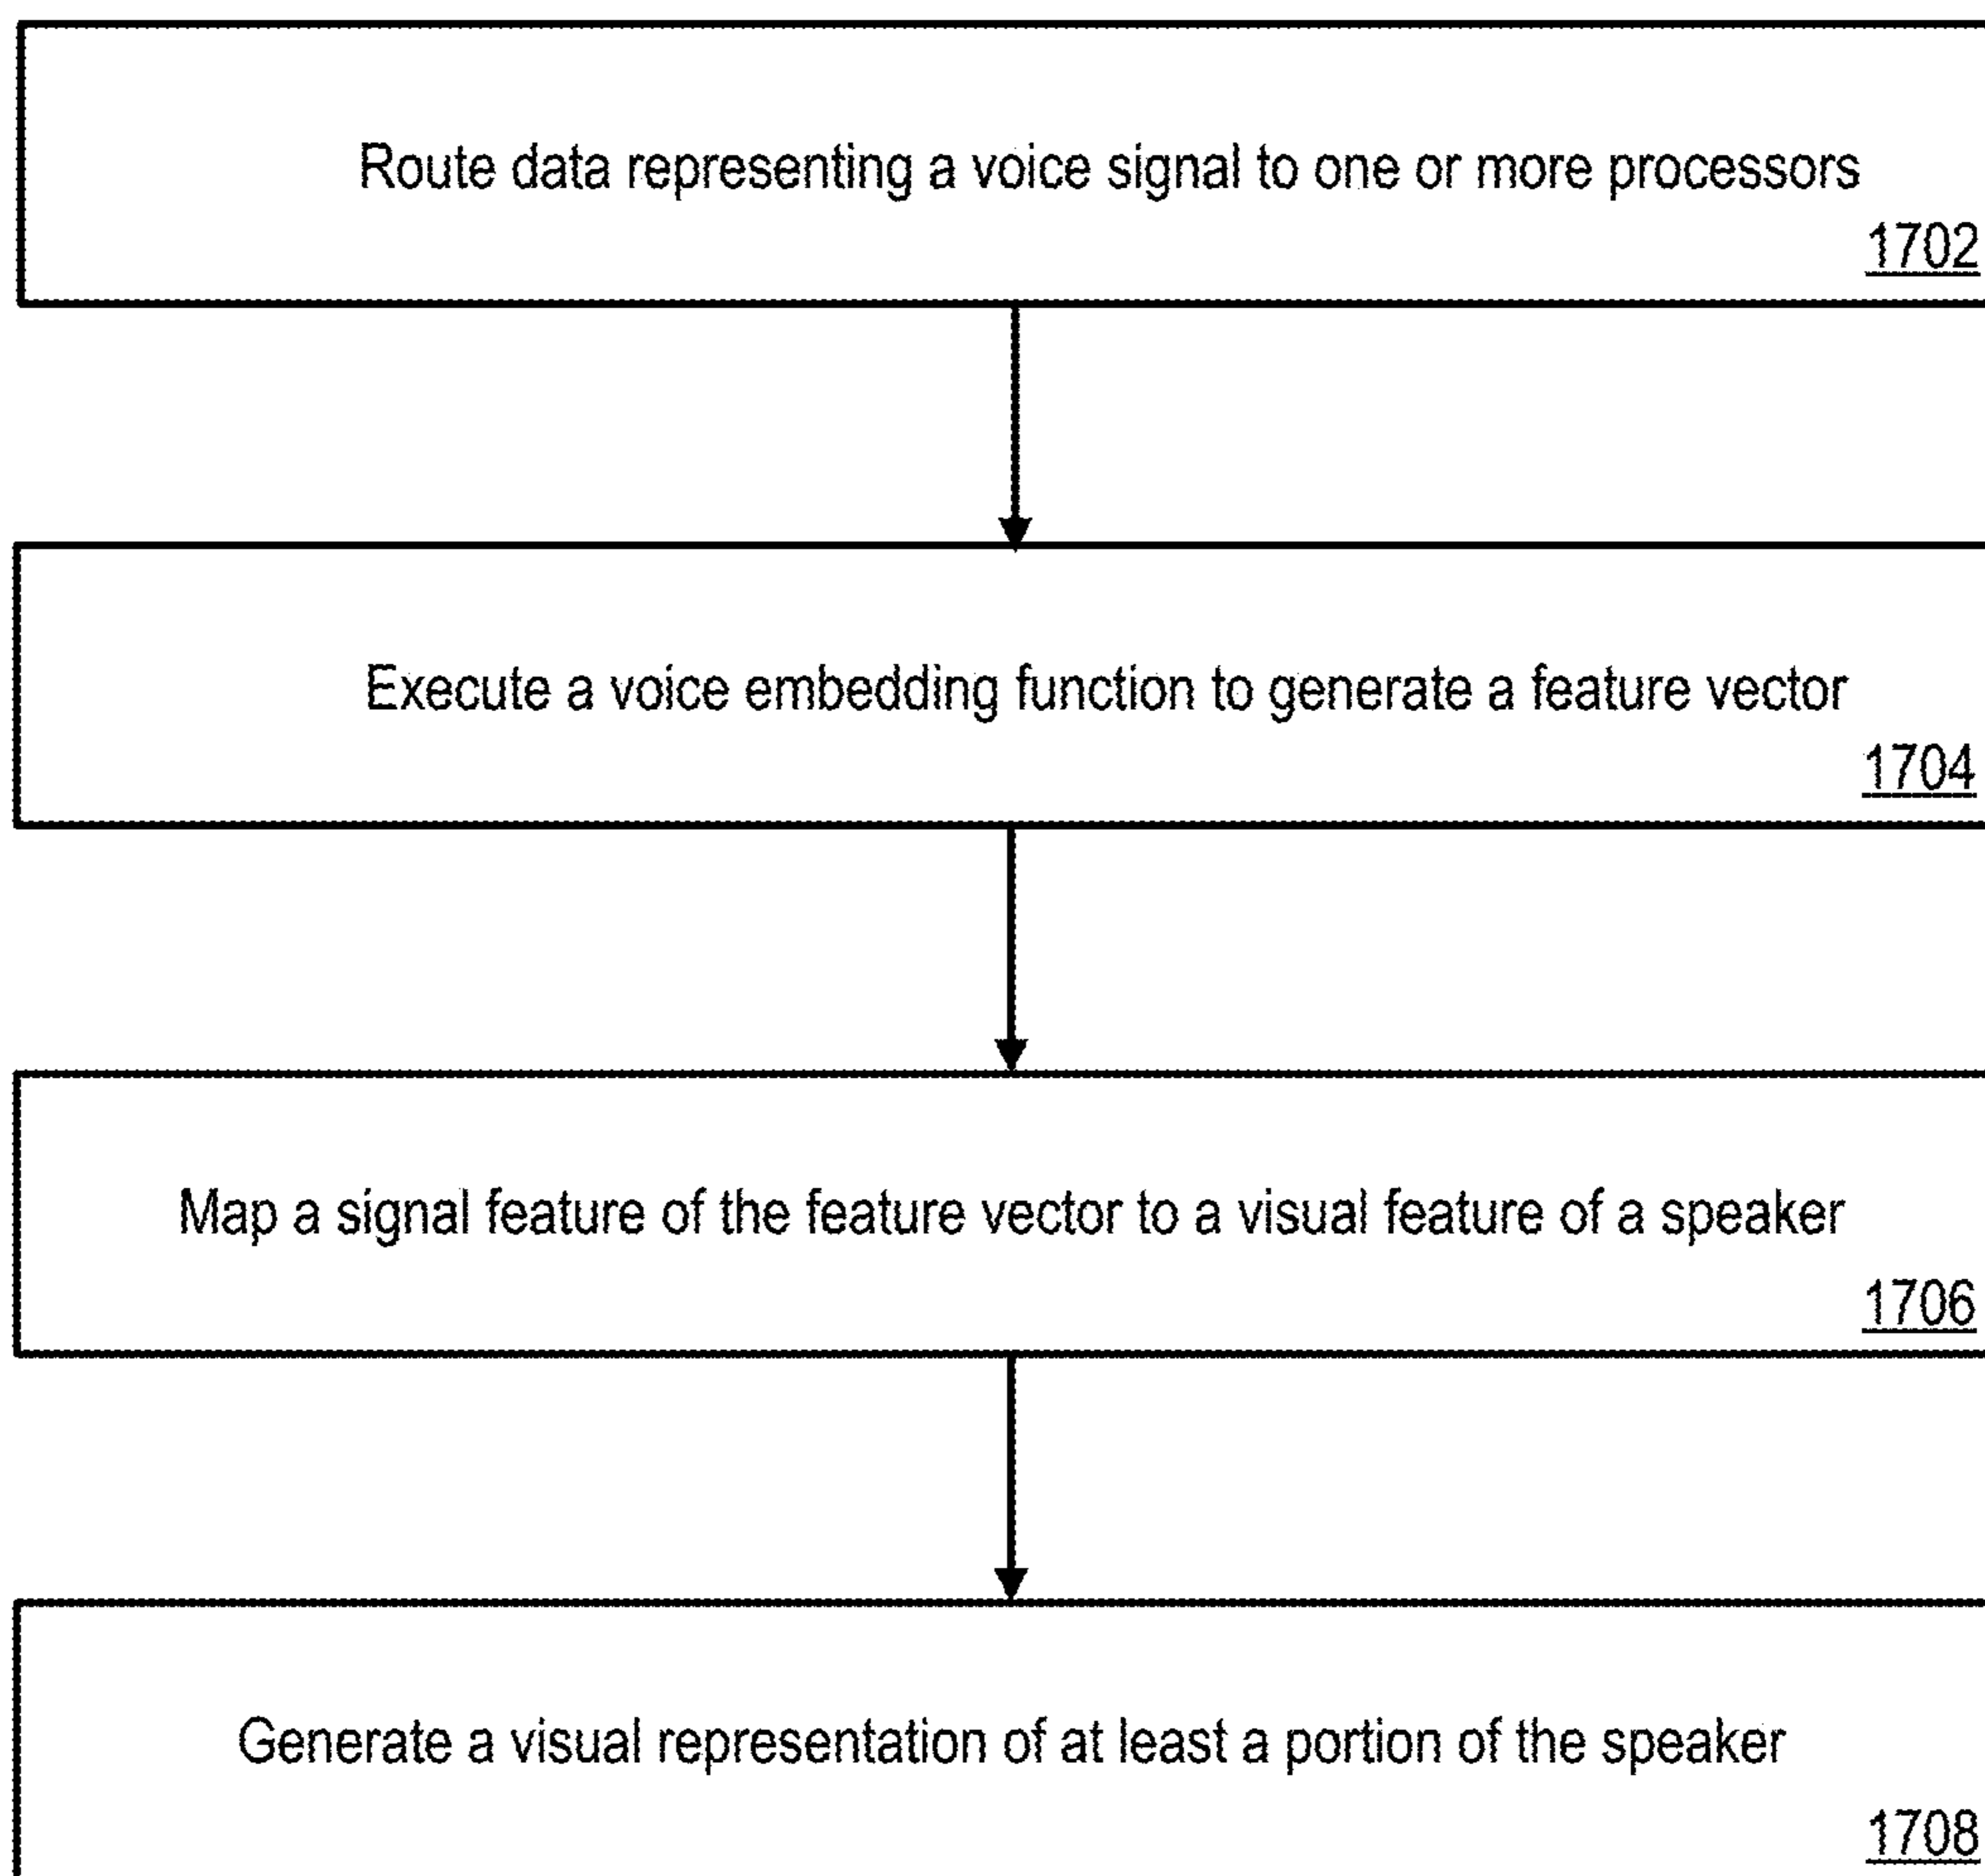 Route data representing a voice signal to one or more processors
1702
Execute a voice embedding function to generate a feature vector
1704
Map a signal feature of the feature vector to a visual feature of a speaker
1706
Generate a visual representation of at least a portion of the speaker
1708